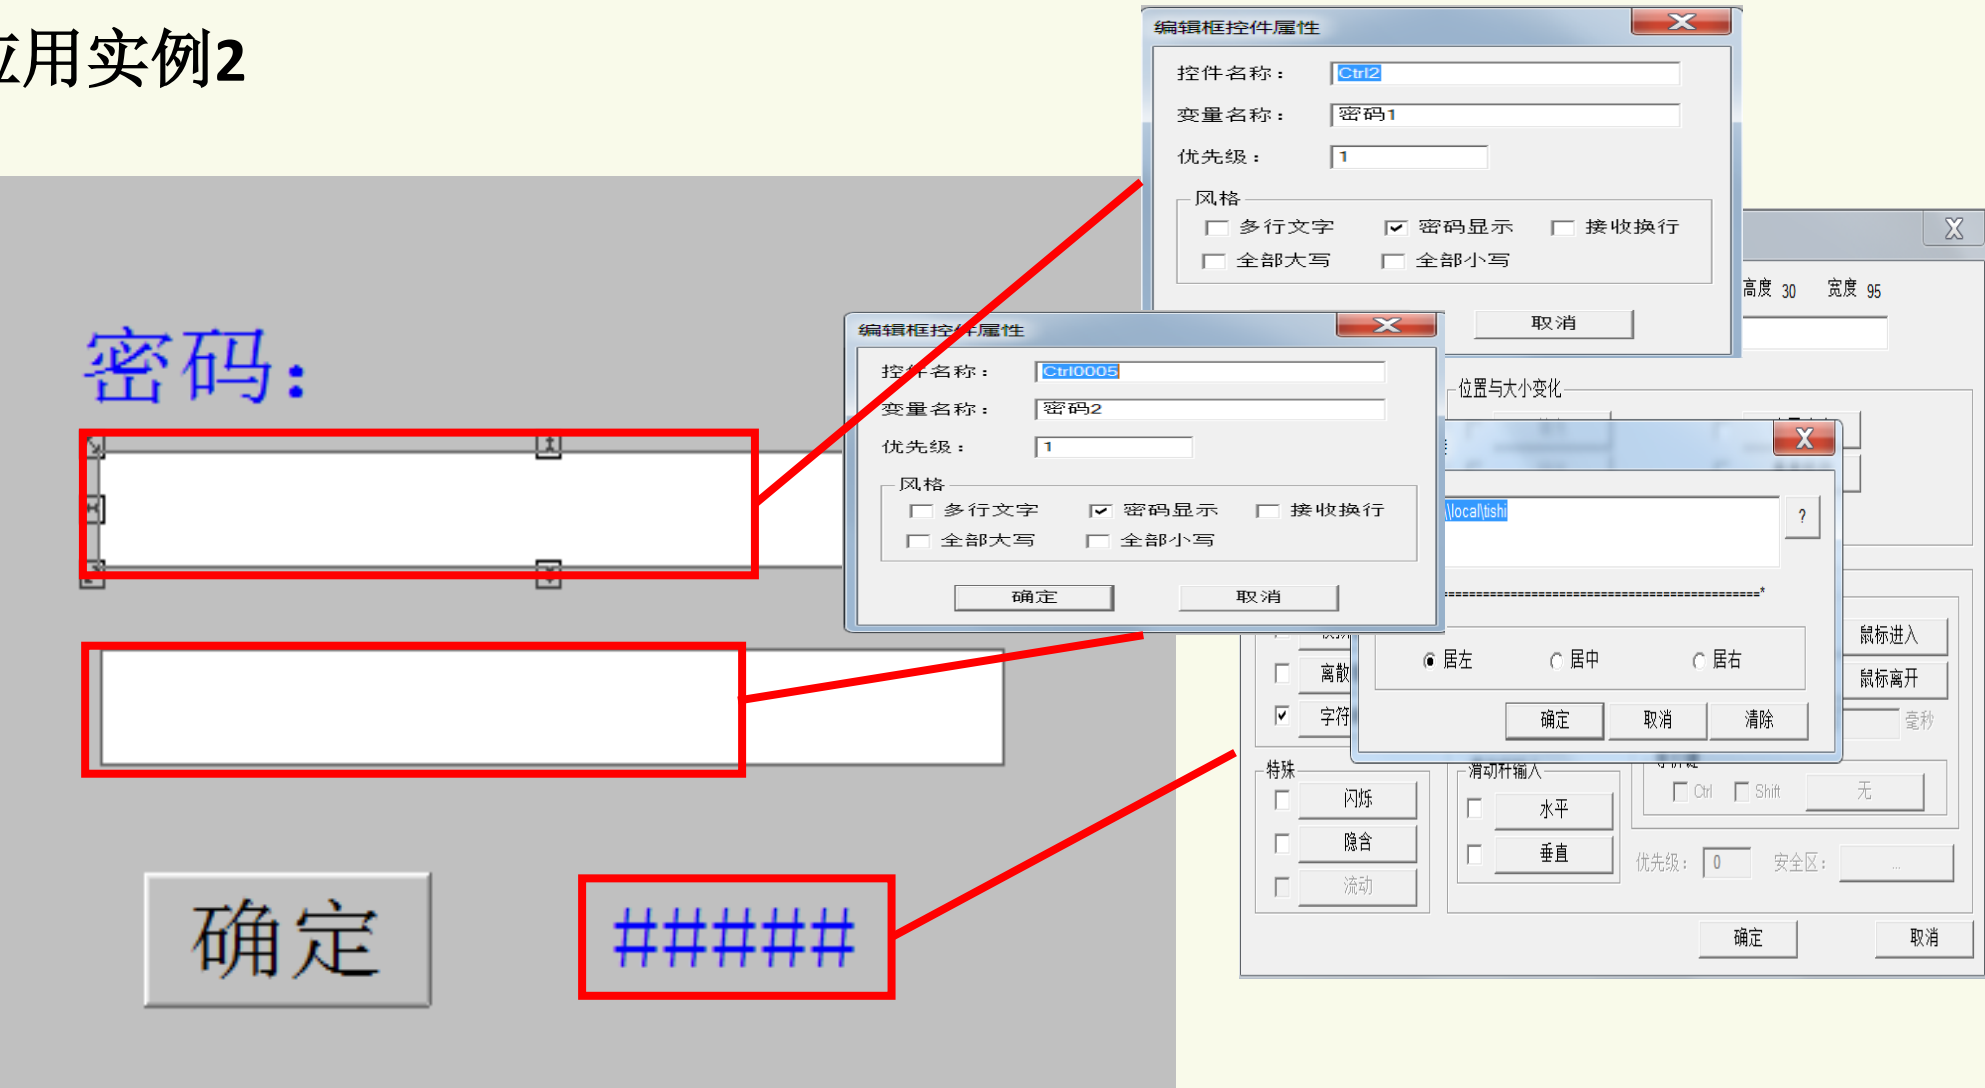 应用实例2
编辑框控件属性
控件名称： Ctrl2
变量名称： 密码1
优先级： 1
风格
多行文字 密码显示 接收换行
全部大写 全部小写
取消
高度 30 宽度 95
密码：
编辑框控件属性
控件名称： Ctrl0005
变量名称： 密码2
优先级： 1
风格
多行文字 密码显示 接收换行
全部大写 全部小写
确定 取消
位置与大小变化
\\local\tishi
?
居左 居中 居右
确定 取消 清除
鼠标进入
离散
鼠标离开
字符
毫秒
特殊
滑动杆输入
闪烁
水平
Ctrl Shift 无
隐含
垂直
优先级： 0 安全区： ...
流动
确定 取消
确定
#####